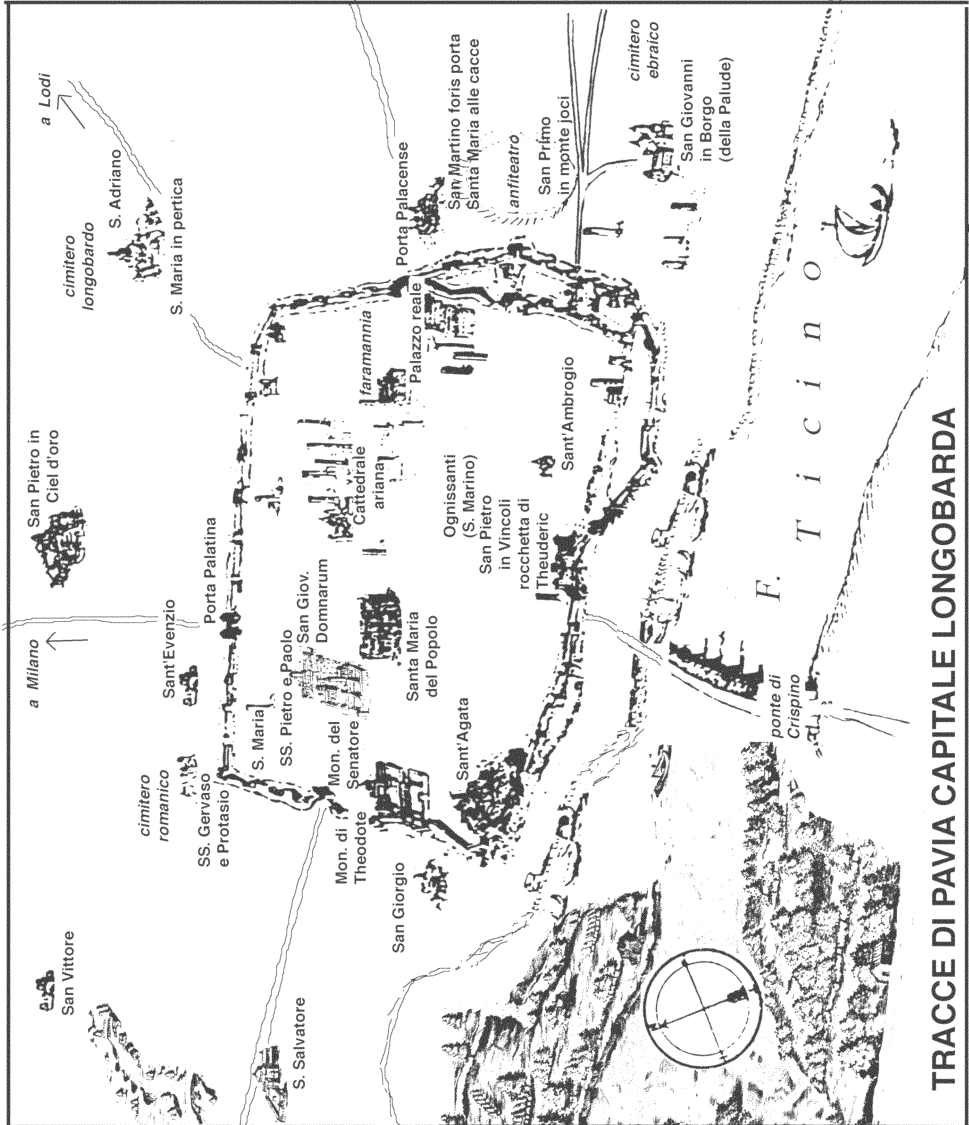 a Lodi
cimitero
longobardo
S. Adriano
S. Maria in pertica
San Pietro in
Ciel d'oro
a Milano
Sant'Evenzio
Porta Palatina
cimitero
romanico
SS. Gervaso
e Protasio
San Vittore
S. Salvatore
S. Maria
SS. Pietro e Paolo
San Giov.
Domnarum
Mon. del
Senatore
Mon. di
Theodote
San Giorgio
Sant'Agata
Santa Maria
del Popolo
Cattedrale
ariana
faramannia
Palazzo reale
Porta Palacense
San Martino foris porta
Santa Maria alle cacce
anfiteatro
San Primo
in monte joci
cimitero
ebraico
San Giovanni
in Borgo
(della Palude)
Sant'Ambrogio
Ognissanti
(S. Marino)
San Pietro
in Vincoli
rocchetta di
Theuderic
ponte di
Crispino
F. Ticino
TRACCE DI PAVIA CAPITALE LONGOBARDA